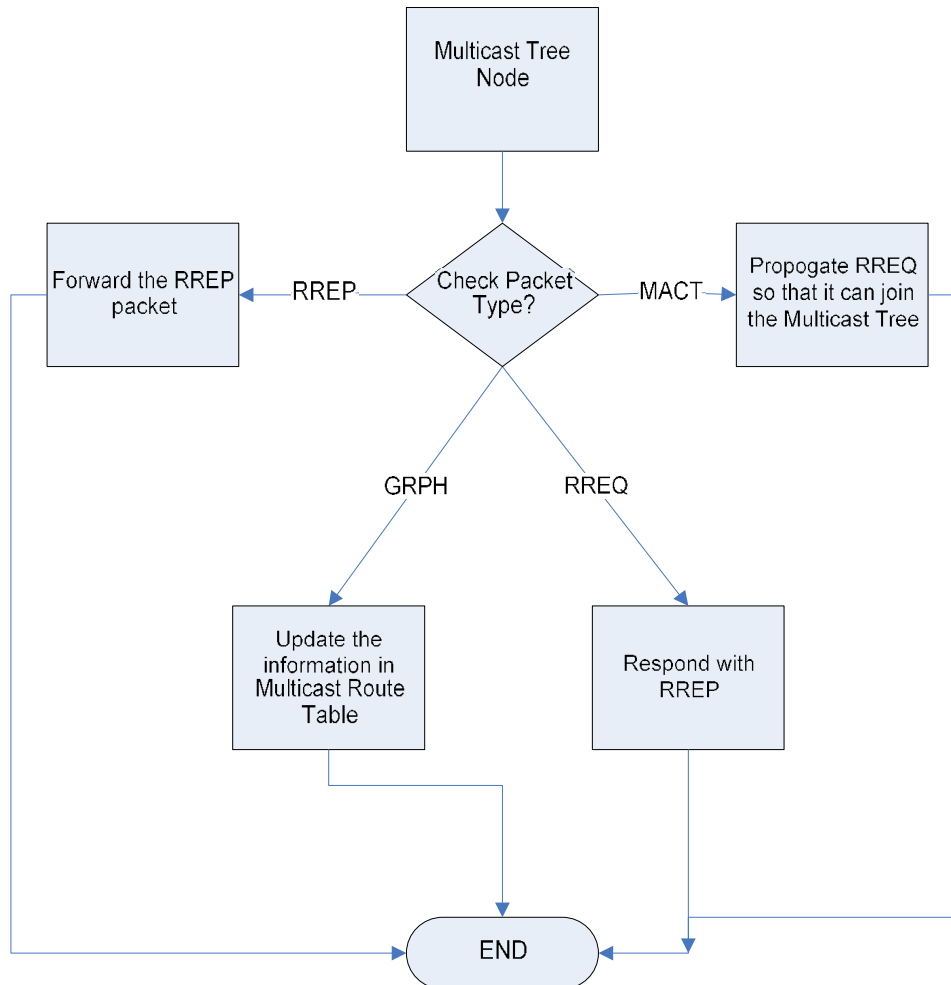 Multicast Tree
Node
Forward the RREP
packet
RREP
Check Packet
Type?
MACT
Propogate RREQ
so that it can join
the Multicast Tree
GRPH
RREQ
Update the
information in
Multicast Route
Table
Respond with
RREP
END